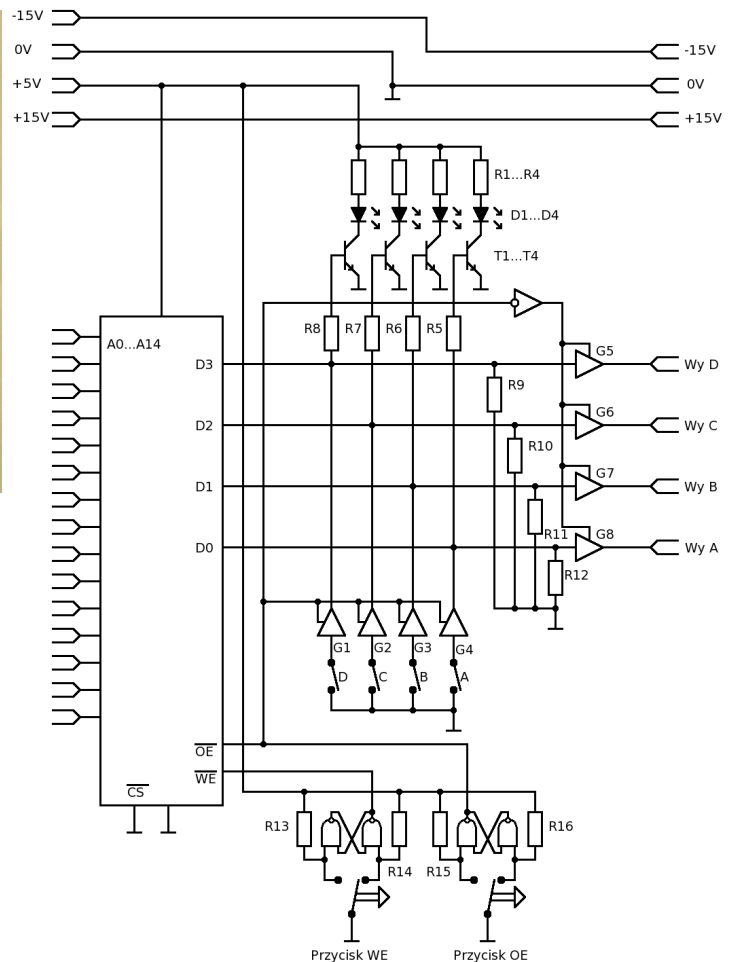 -15V
-15V
0V
+5V
0V
+15V
+15V
R1...R4
D1...D4
T1...T4
R8
R7
R6
R5
A0...A14
G5
D3
Wy D
R9
G6
D2
Wy C
R10
G7
D1
Wy B
R11
G8
D0
Wy A
R12
G1
G2
G3
G4
D
C
B
A
OE
WE
CS
R13
R14
R15
R16
Przycisk WE
Przycisk OE